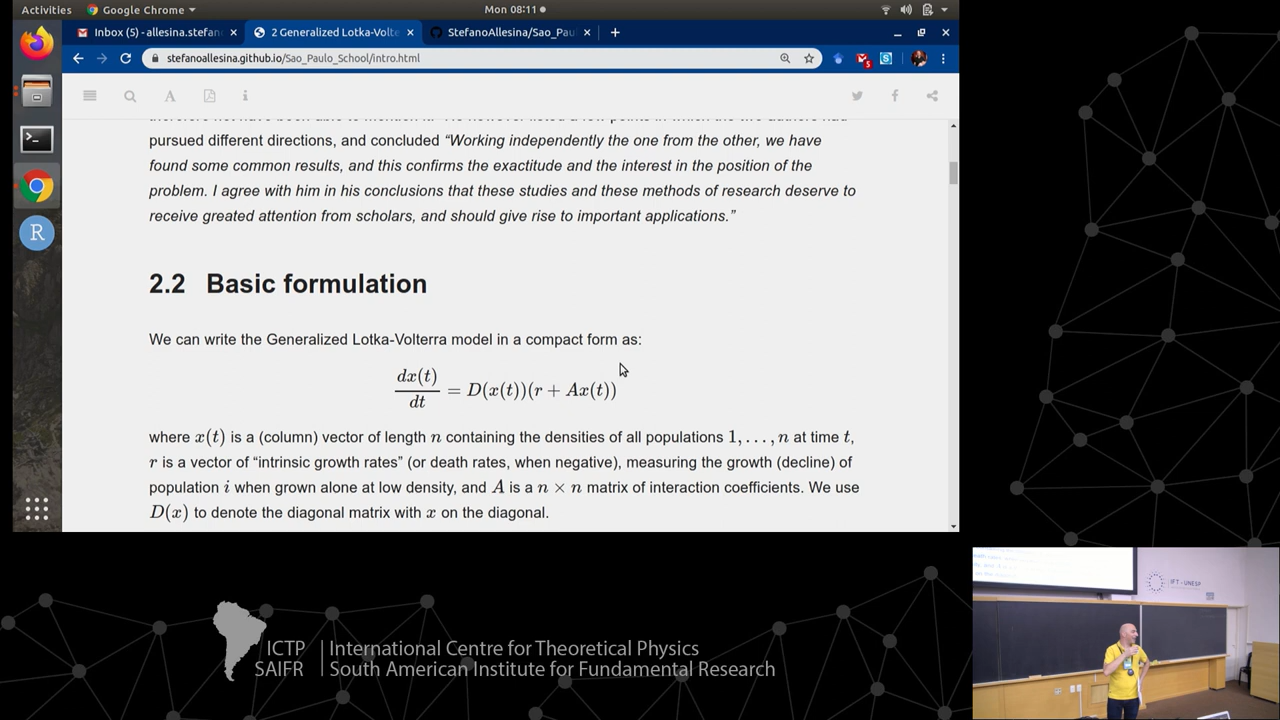 Activities
Google Chrome
Mon 08:11
Inbox (5) - allesina.stefan
2 Generalized Lotka-Volte
StefanoAllesina/Sao_Pau
stefanoallesina.github.io/Sao_Paulo_School/intro.html
5
pursued different directions, and concluded “Working independently the one from the other, we have
found some common results, and this confirms the exactitude and the interest in the position of the
problem. I agree with him in his conclusions that these studies and these methods of research deserve to
receive greated attention from scholars, and should give rise to important applications.”
2.2 Basic formulation
We can write the Generalized Lotka-Volterra model in a compact form as:
dx(t)/dt = D(x(t))(r + Ax(t))
where x(t) is a (column) vector of length n containing the densities of all populations 1, . . . , n at time t,
r is a vector of “intrinsic growth rates” (or death rates, when negative), measuring the growth (decline) of
population i when grown alone at low density, and A is a n × n matrix of interaction coefficients. We use
D(x) to denote the diagonal matrix with x on the diagonal.
IFT - UNESP
ICTP
SAIFR
International Centre for Theoretical Physics
South American Institute for Fundamental Research